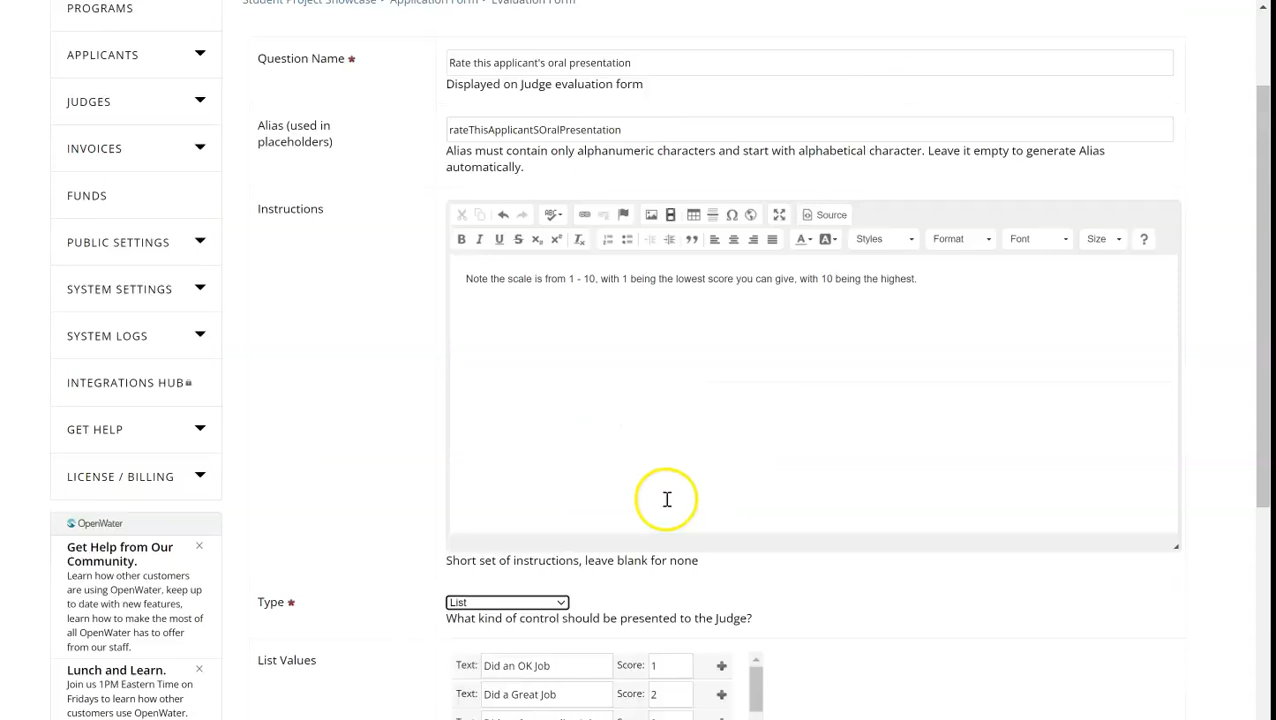 Student Project Showcase • Application Form • Evaluation Form
PROGRAMS
APPLICANTS
JUDGES
INVOICES
FUNDS
PUBLIC SETTINGS
SYSTEM SETTINGS
SYSTEM LOGS
INTEGRATIONS HUB
GET HELP
LICENSE / BILLING
OpenWater
Get Help from Our
Community.
Learn how other customers
are using OpenWater, keep up
to date with new features,
learn how to make the most of
all OpenWater has to offer
from our staff.
Lunch and Learn.
Join us 1PM Eastern Time on
Fridays to learn how other
customers use OpenWater.
Question Name *
Rate this applicant's oral presentation
Displayed on Judge evaluation form
Alias (used in
placeholders)
rateThisApplicantSOralPresentation
Alias must contain only alphanumeric characters and start with alphabetical character. Leave it empty to generate Alias
automatically.
Instructions
Source
B I U S x₂ x² Tx Styles Format Font Size ?
Note the scale is from 1 - 10, with 1 being the lowest score you can give, with 10 being the highest.
Short set of instructions, leave blank for none
Type *
List
What kind of control should be presented to the Judge?
List Values
Text: Did an OK Job Score: 1
Text: Did a Great Job Score: 2